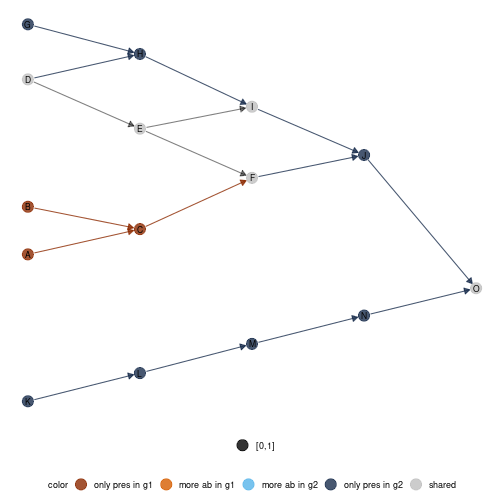 G
H
D
I
E
J
F
B
C
A
O
N
M
L
K
[0,1]
color only pres in g1 more ab in g1 more ab in g2 only pres in g2 shared